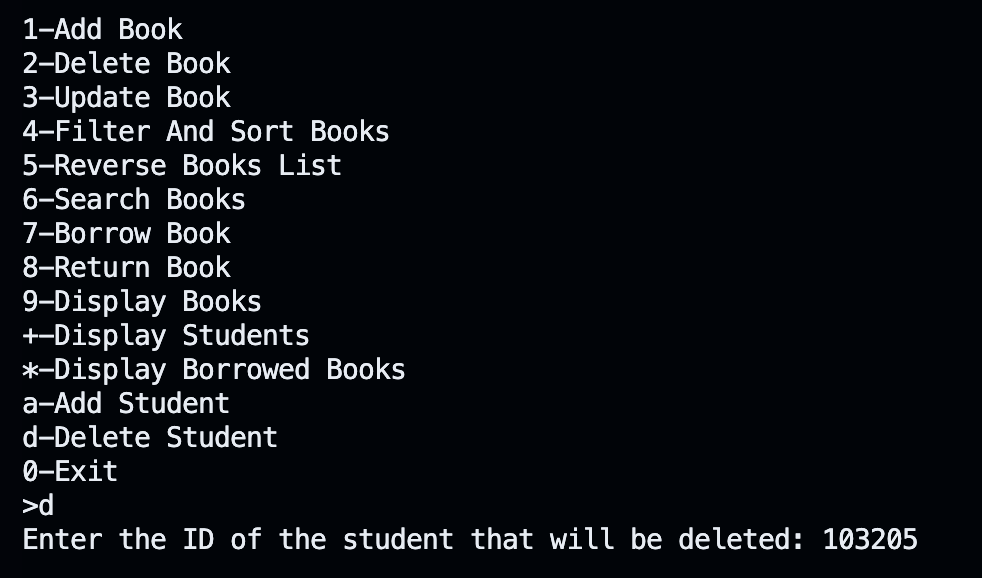 1-Add Book
2-Delete Book
3-Update Book
4-Filter And Sort Books
5-Reverse Books List
6-Search Books
7-Borrow Book
8-Return Book
9-Display Books
+-Display Students
*-Display Borrowed Books
a-Add Student
d-Delete Student
0-Exit
>d
Enter the ID of the student that will be deleted: 103205